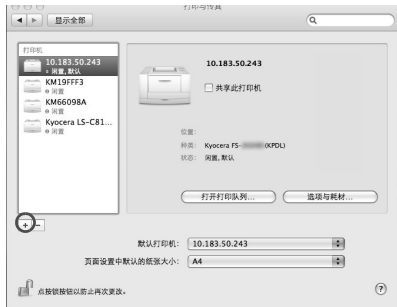 打印与传真
显示全部
打印机
10.183.50.243
闲置, 默认
KM19FFF3
闲置
KM66098A
闲置
Kyocera LS-C81...
闲置
+ −
10.183.50.243
共享此打印机
位置:
种类: Kyocera FS- (KPDL)
状态: 闲置, 默认
打开打印队列...
选项与耗材...
默认打印机: 10.183.50.243
页面设置中默认的纸张大小: A4
点按锁按钮以防止再次更改。
?